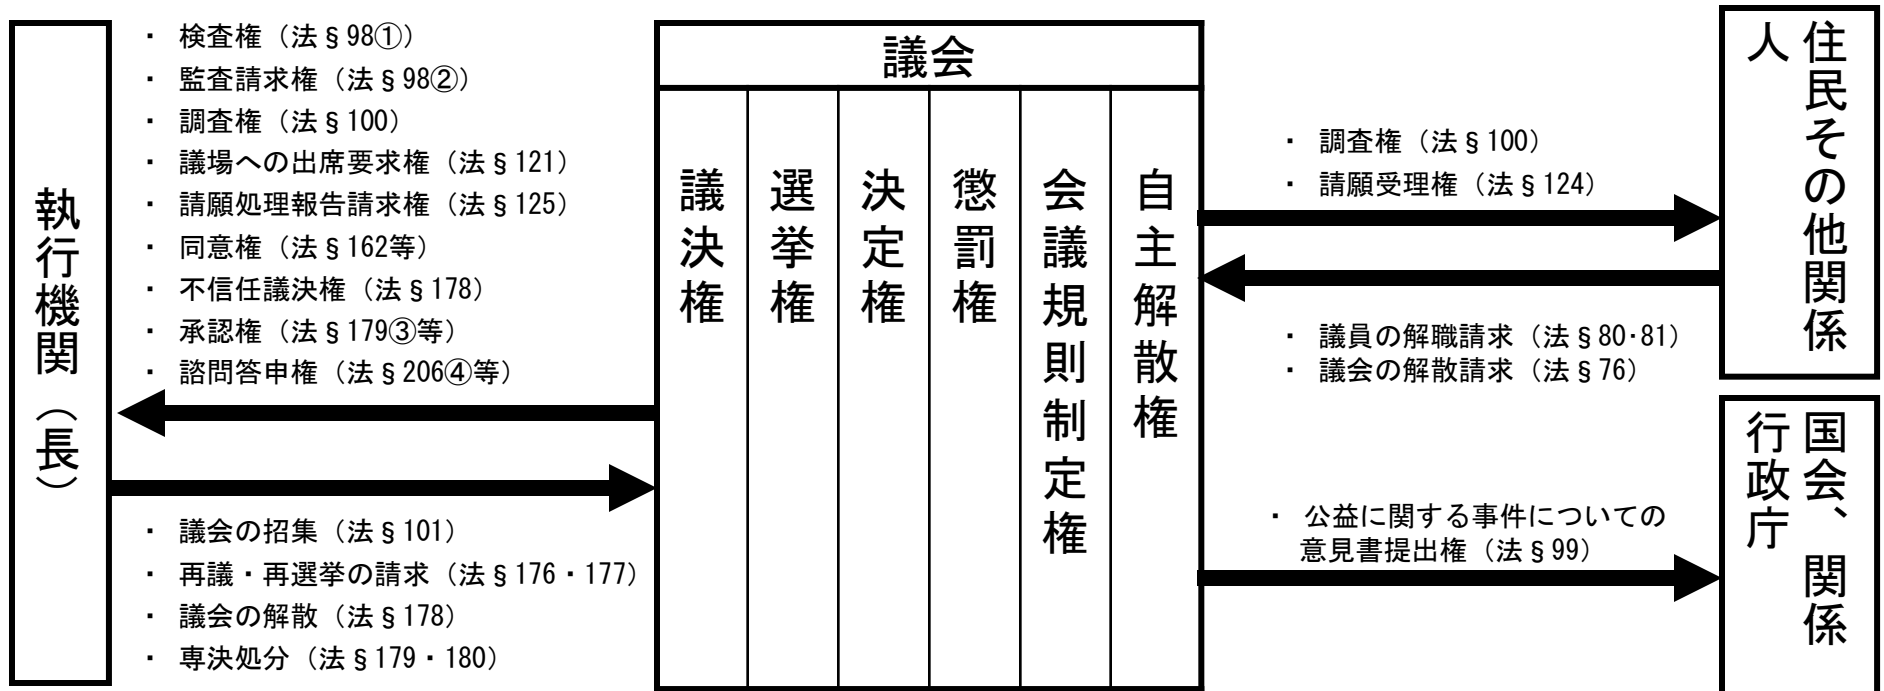 執行機関（長）
・ 検査権（法§98①）
・ 監査請求権（法§98②）
・ 調査権（法§100）
・ 議場への出席要求権（法§121）
・ 請願処理報告請求権（法§125）
・ 同意権（法§162等）
・ 不信任議決権（法§178）
・ 承認権（法§179③等）
・ 諮問答申権（法§206④等）
・ 議会の招集（法§101）
・ 再議・再選挙の請求（法§176・177）
・ 議会の解散（法§178）
・ 専決処分（法§179・180）
議会
議決権
選挙権
決定権
懲罰権
会議規則制定権
自主解散権
・ 調査権（法§100）
・ 請願受理権（法§124）
・ 議員の解職請求（法§80･81）
・ 議会の解散請求（法§76）
・ 公益に関する事件についての
意見書提出権（法§99）
住民その他関係
人
国会、関係
行政庁